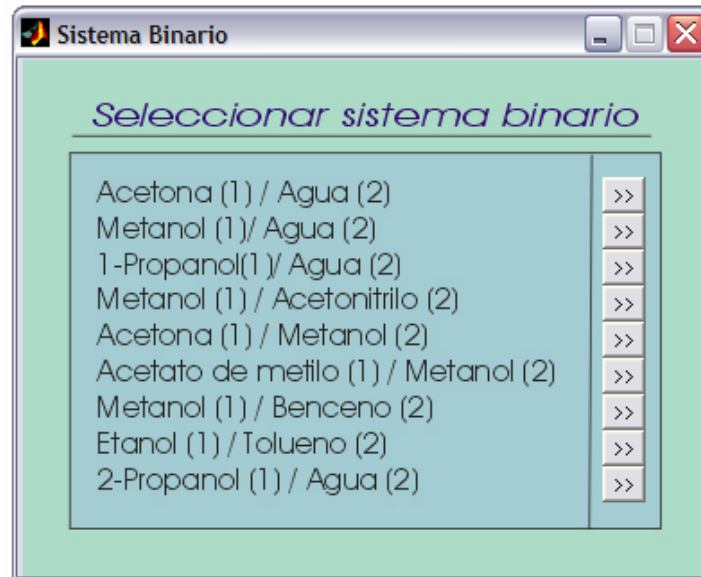 Sistema Binario
Seleccionar sistema binario
Acetona (1) / Agua (2) >>
Metanol (1)/ Agua (2) >>
1-Propanol(1)/ Agua (2) >>
Metanol (1) / Acetonitrilo (2) >>
Acetona (1) / Metanol (2) >>
Acetato de metilo (1) / Metanol (2) >>
Metanol (1) / Benceno (2) >>
Etanol (1) / Tolueno (2) >>
2-Propanol (1) / Agua (2) >>